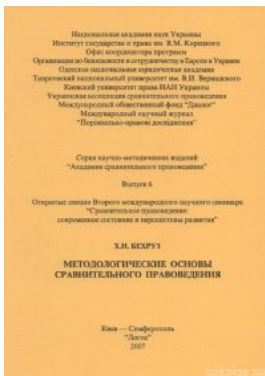 Национальная академия наук Украины
Институт государства и права им. В.М. Корецкого
Офис координатора программ
Организации по безопасности и сотрудничеству в Европе в Украине
Одесская национальная юридическая академия
Таврический национальный университет им. В.И. Вернадского
Киевский университет права НАН Украины
Украинская ассоциация сравнительного правоведения
Международный общественный фонд "Диалог"
Международный научный журнал
"Порівняльно-правові дослідження"
Серия научно-методических изданий
"Академия сравнительного правоведения"
Выпуск 6
Открытые лекции Второго международного научного семинара
"Сравнительное правоведение:
современное состояние и перспективы развития"
Х.Н. БЕХРУЗ
МЕТОДОЛОГИЧЕСКИЕ ОСНОВЫ
СРАВНИТЕЛЬНОГО ПРАВОВЕДЕНИЯ
Киев — Симферополь
"Логос"
2007